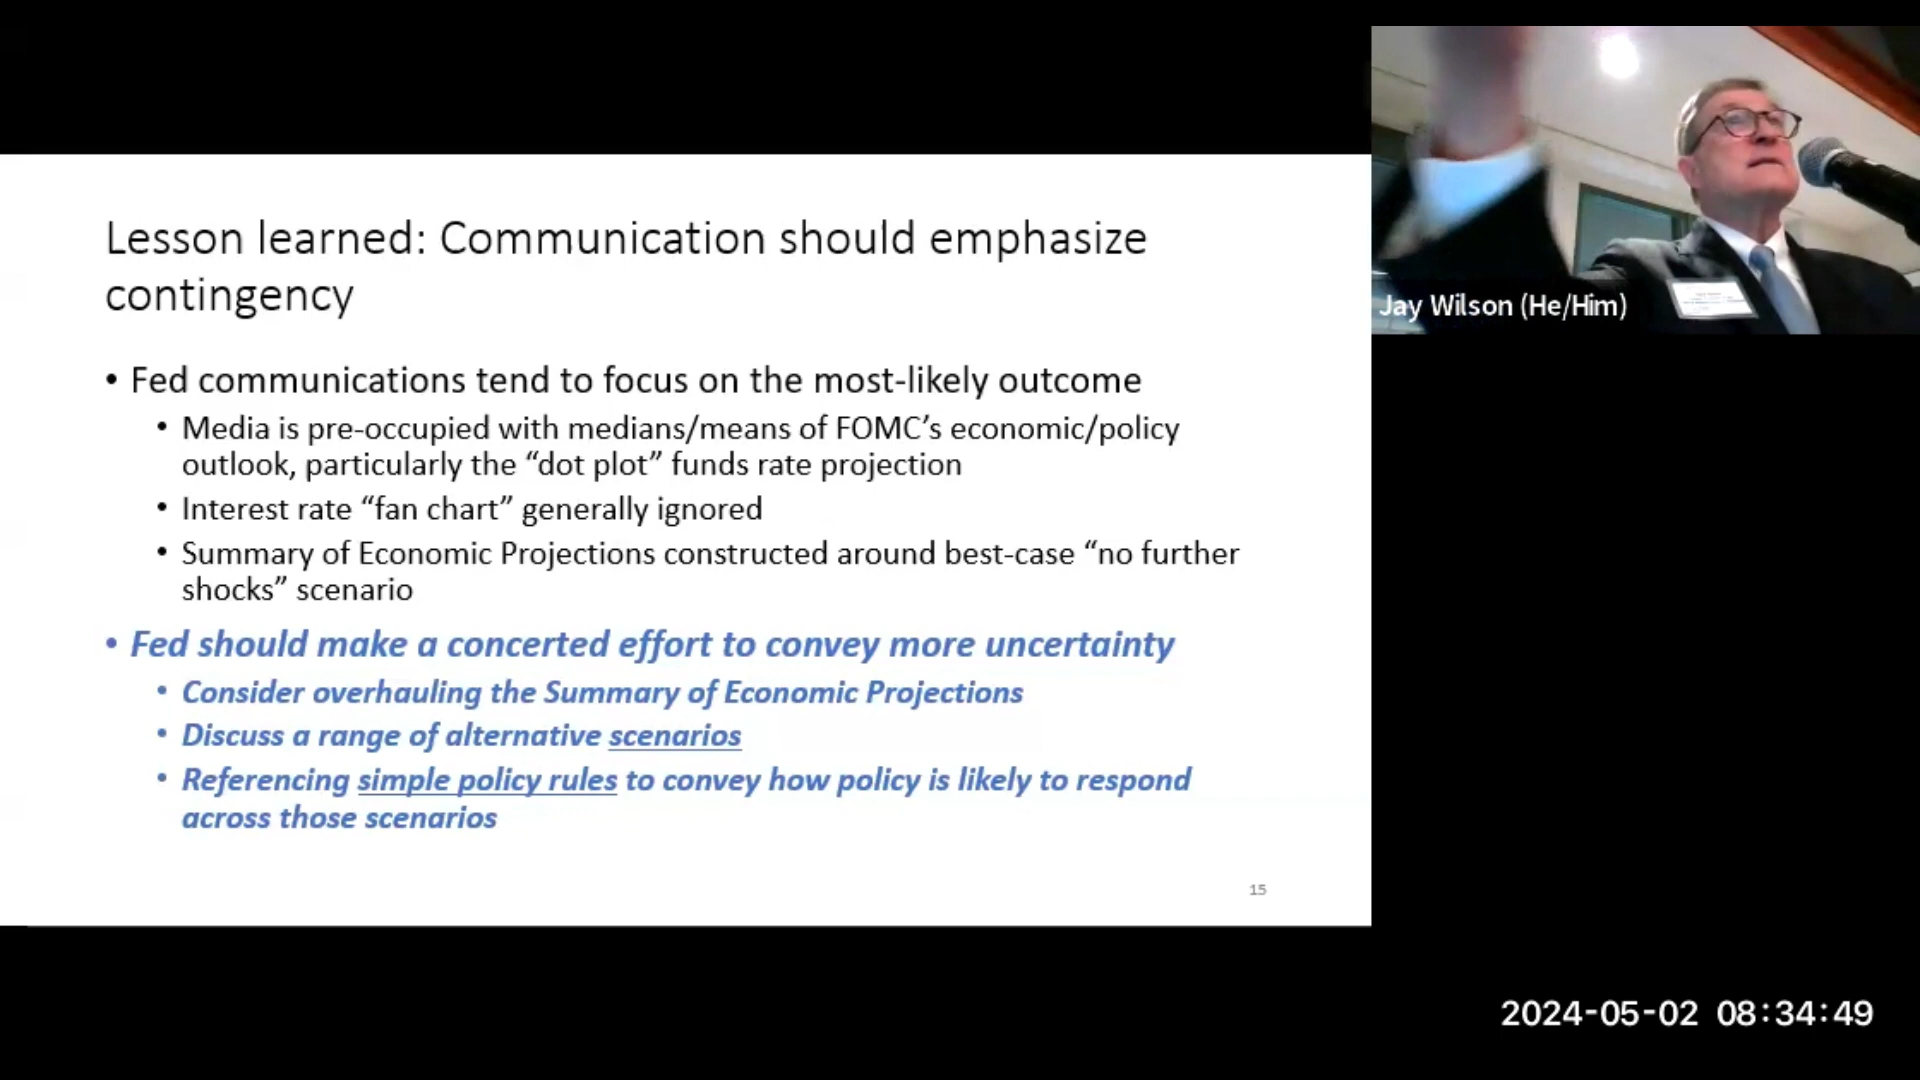 Lesson learned: Communication should emphasize
contingency
• Fed communications tend to focus on the most-likely outcome
• Media is pre-occupied with medians/means of FOMC’s economic/policy
outlook, particularly the “dot plot” funds rate projection
• Interest rate “fan chart” generally ignored
• Summary of Economic Projections constructed around best-case “no further
shocks” scenario
• Fed should make a concerted effort to convey more uncertainty
• Consider overhauling the Summary of Economic Projections
• Discuss a range of alternative scenarios
• Referencing simple policy rules to convey how policy is likely to respond
across those scenarios
15
Jay Wilson (He/Him)
2024-05-02 08:34:49